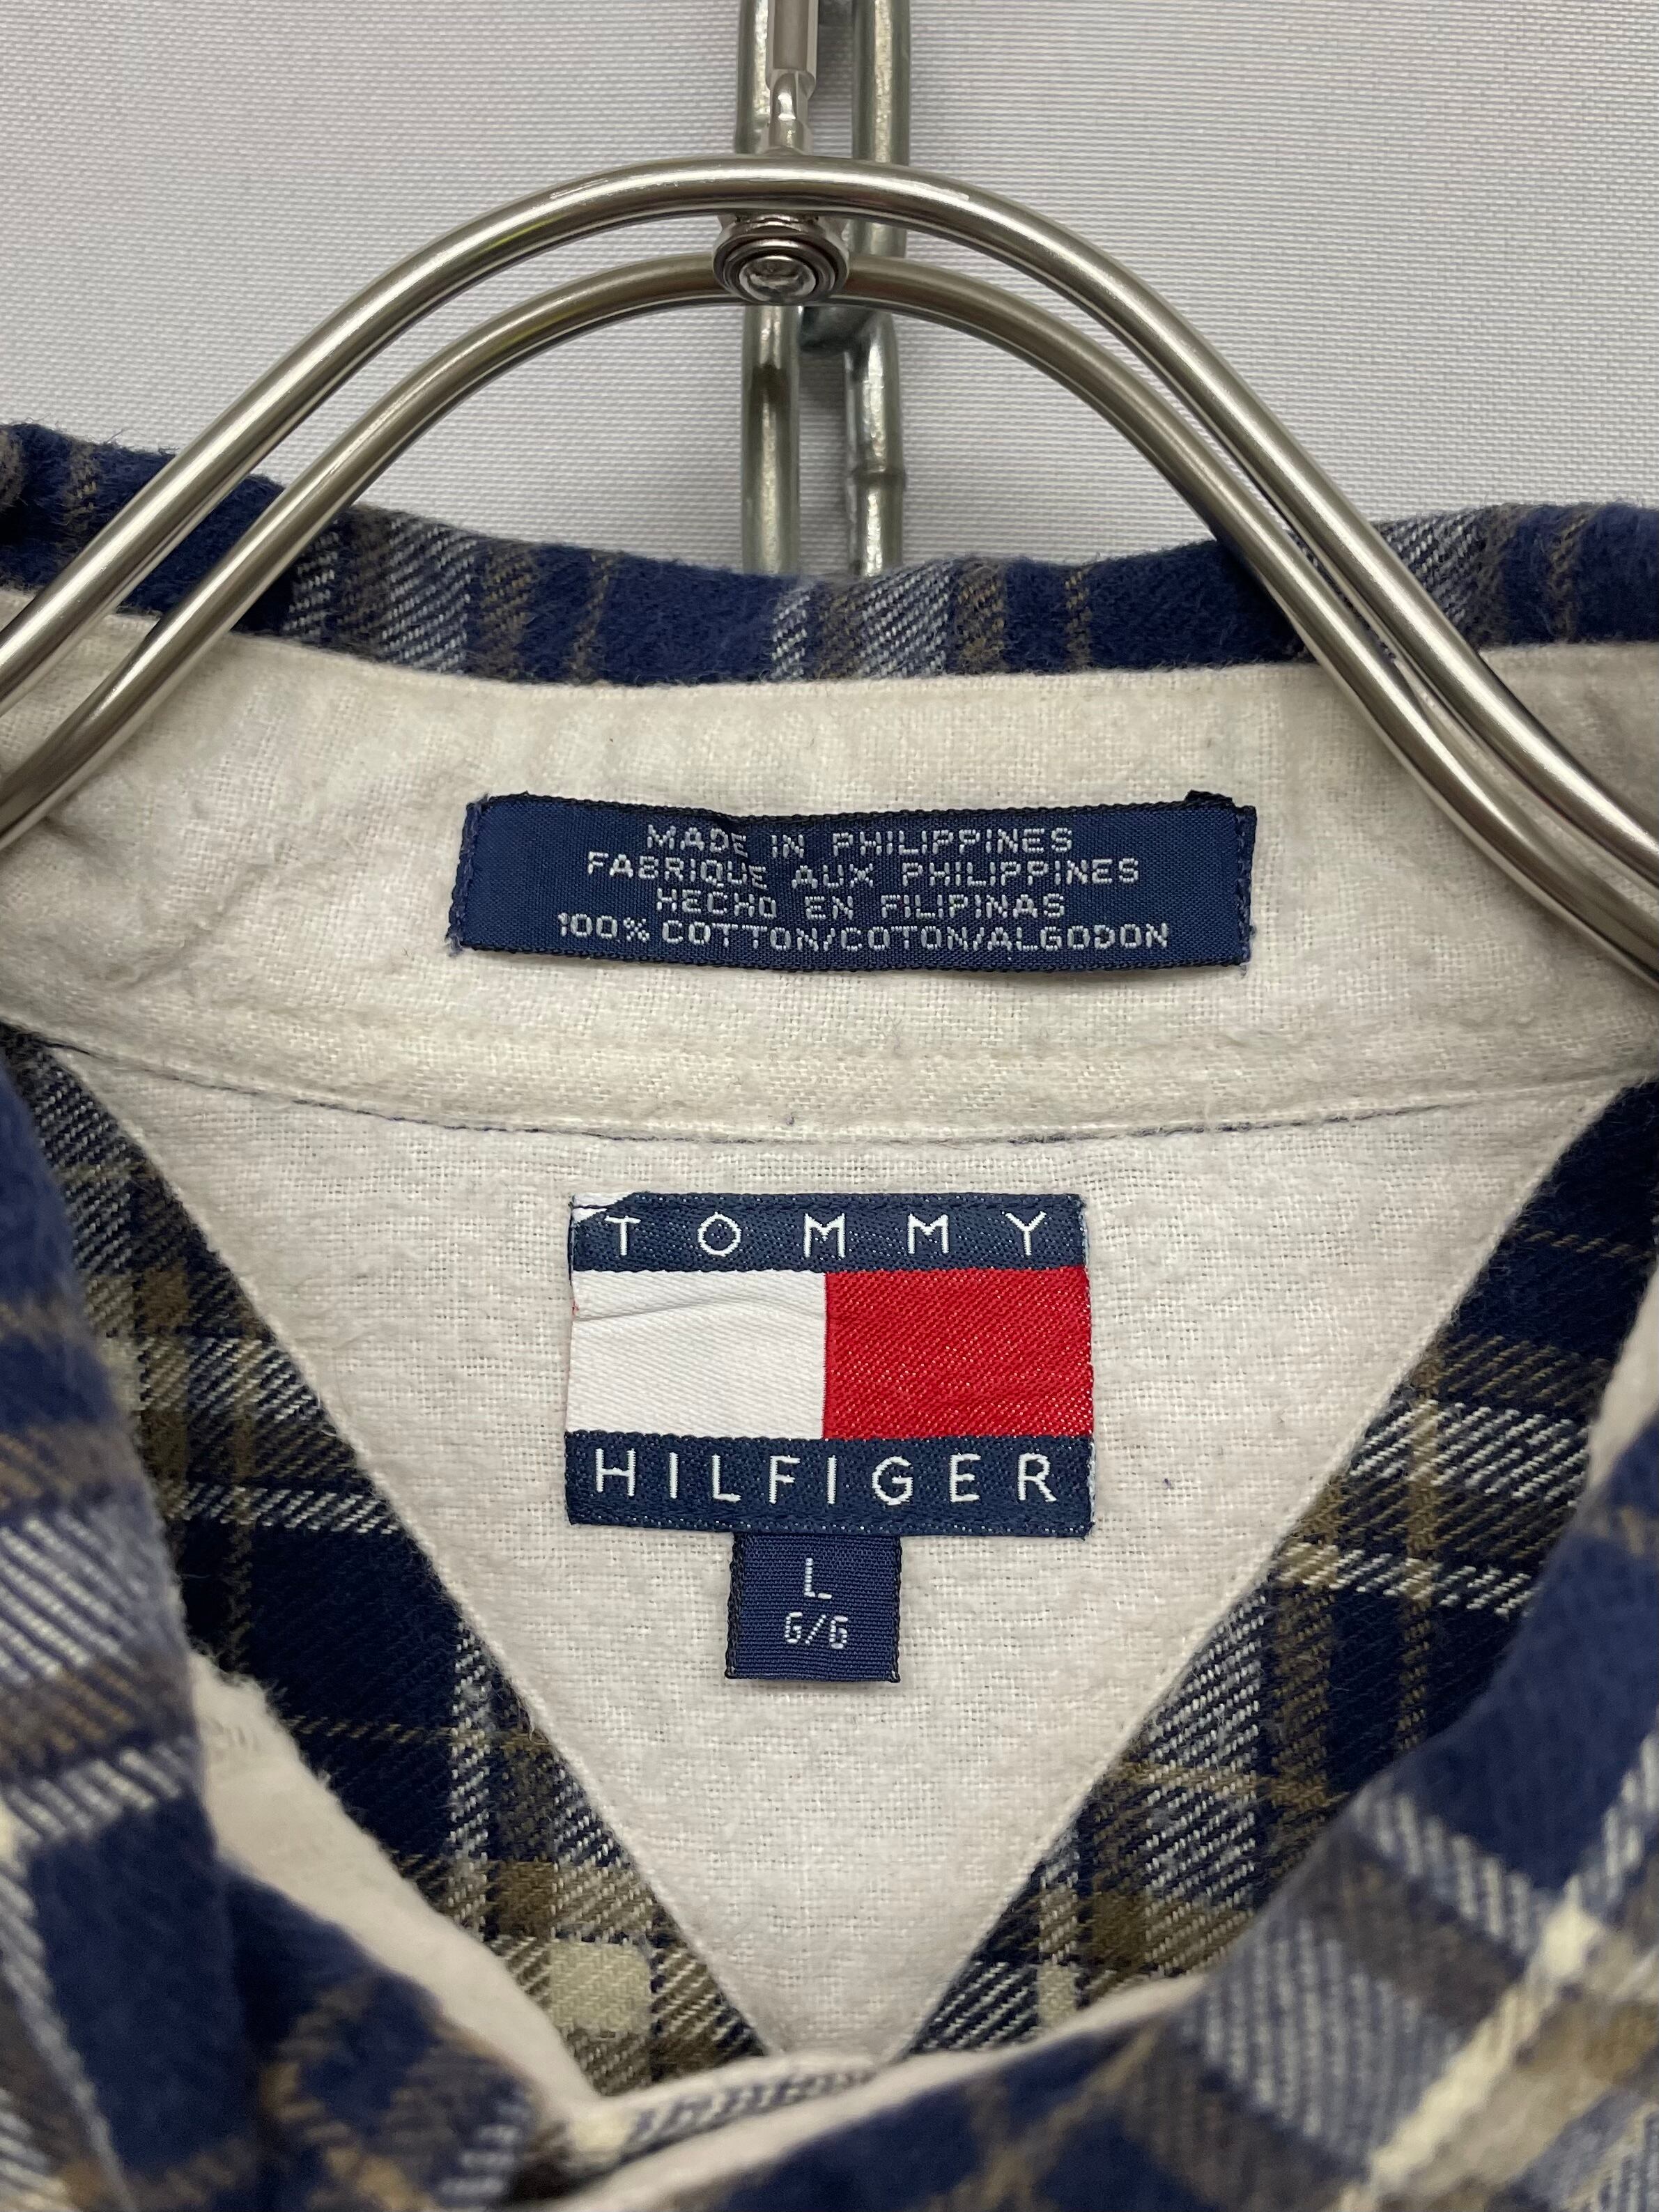 MADE IN PHILIPPINES
FABRIQUE AUX PHILIPPINES
HECHO EN FILIPINAS
100% COTTON/COTON/ALGODON
TOMMY
HILFIGER
L
G/G